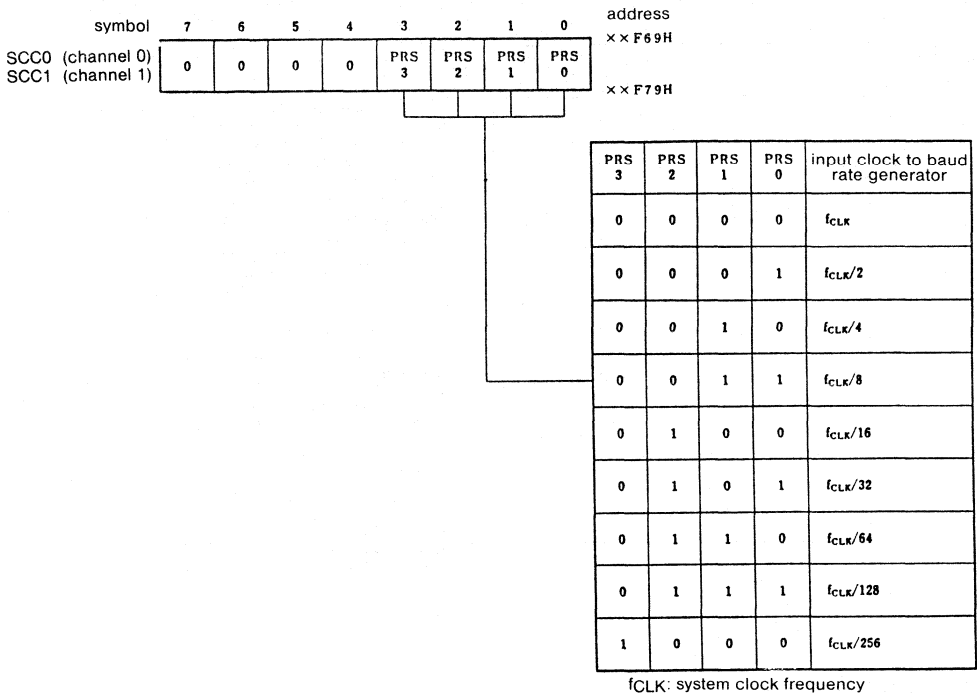 symbol 7 6 5 4 3 2 1 0 address
××F69H
SCC0 (channel 0) 0 0 0 0 PRS 3 PRS 2 PRS 1 PRS 0
SCC1 (channel 1)
××F79H
PRS 3 PRS 2 PRS 1 PRS 0 input clock to baud rate generator
0 0 0 0 fCLK
0 0 0 1 fCLK/2
0 0 1 0 fCLK/4
0 0 1 1 fCLK/8
0 1 0 0 fCLK/16
0 1 0 1 fCLK/32
0 1 1 0 fCLK/64
0 1 1 1 fCLK/128
1 0 0 0 fCLK/256
fCLK: system clock frequency